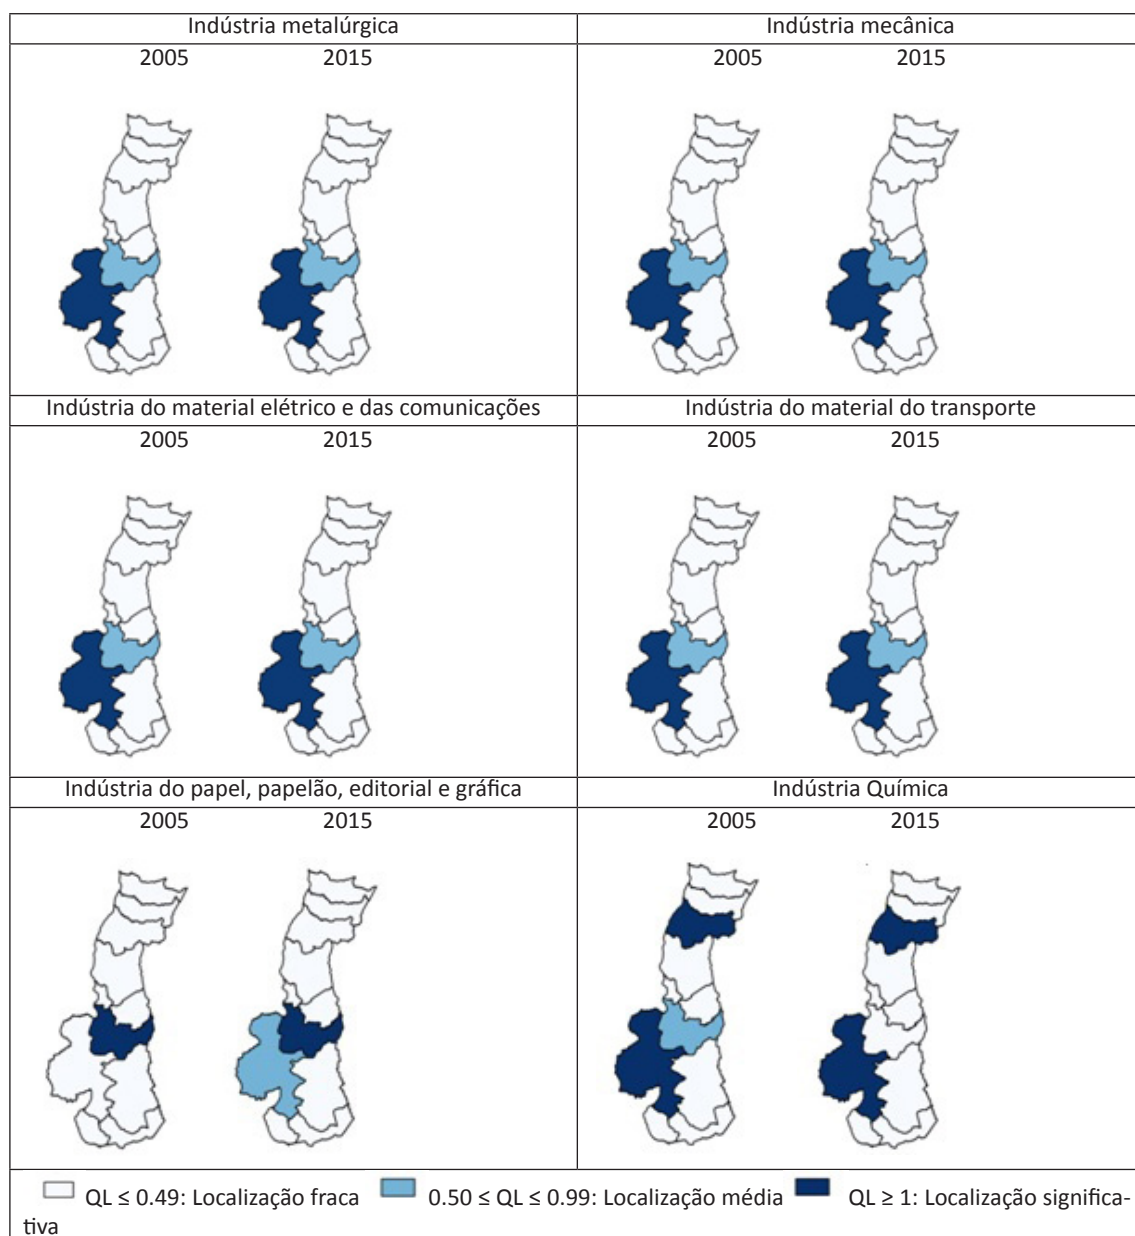 Indústria metalúrgica
Indústria mecânica
2005 2015
2005 2015
Indústria do material elétrico e das comunicações
Indústria do material do transporte
2005 2015
2005 2015
Indústria do papel, papelão, editorial e gráfica
Indústria Química
2005 2015
2005 2015
QL ≤ 0.49: Localização fraca 0.50 ≤ QL ≤ 0.99: Localização média QL ≥ 1: Localização significa-
tiva